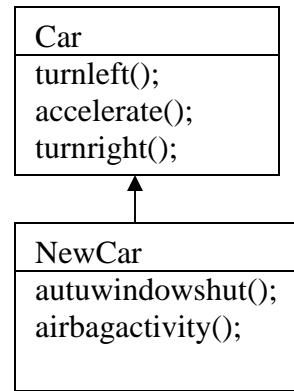 Car
turnleft();
accelerate();
turnright();
NewCar
autuwindowshut();
airbagactivity();